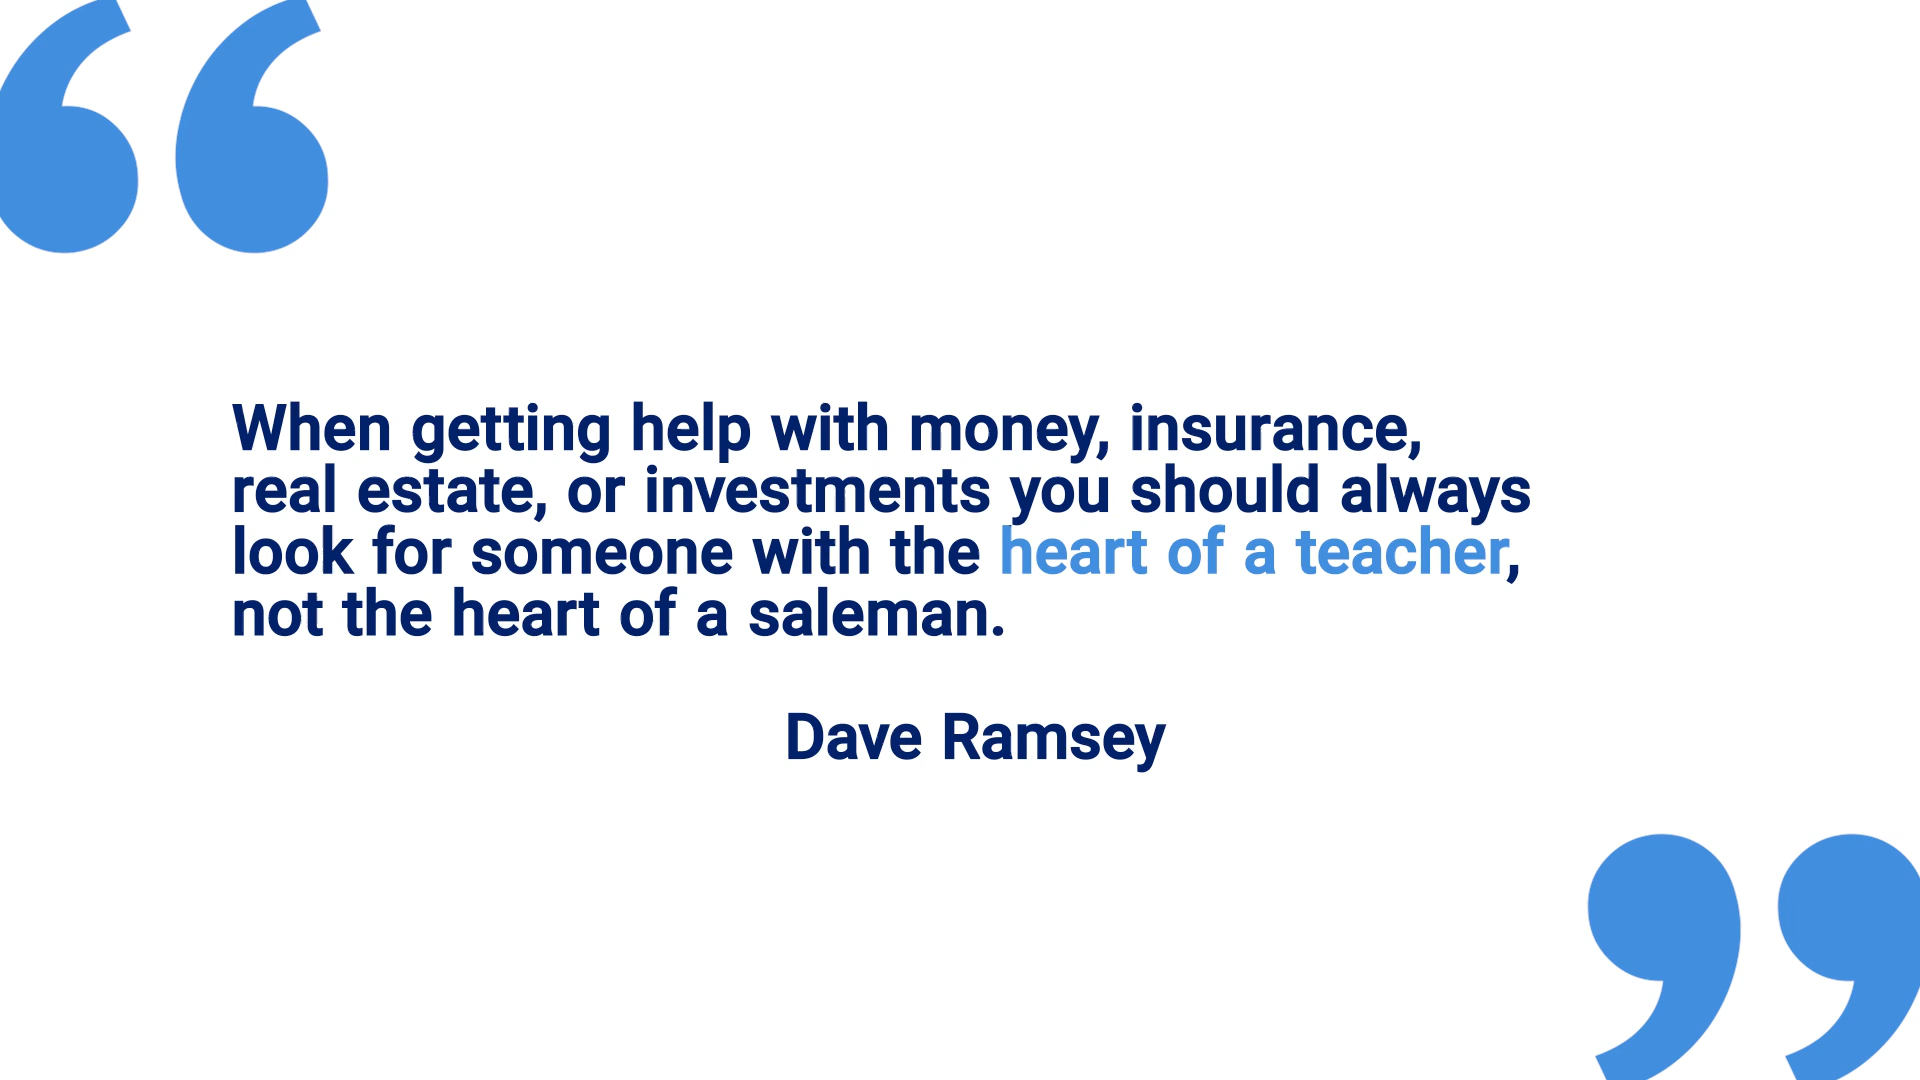 When getting help with money, insurance,
real estate, or investments you should always
look for someone with the heart of a teacher,
not the heart of a saleman.
Dave Ramsey